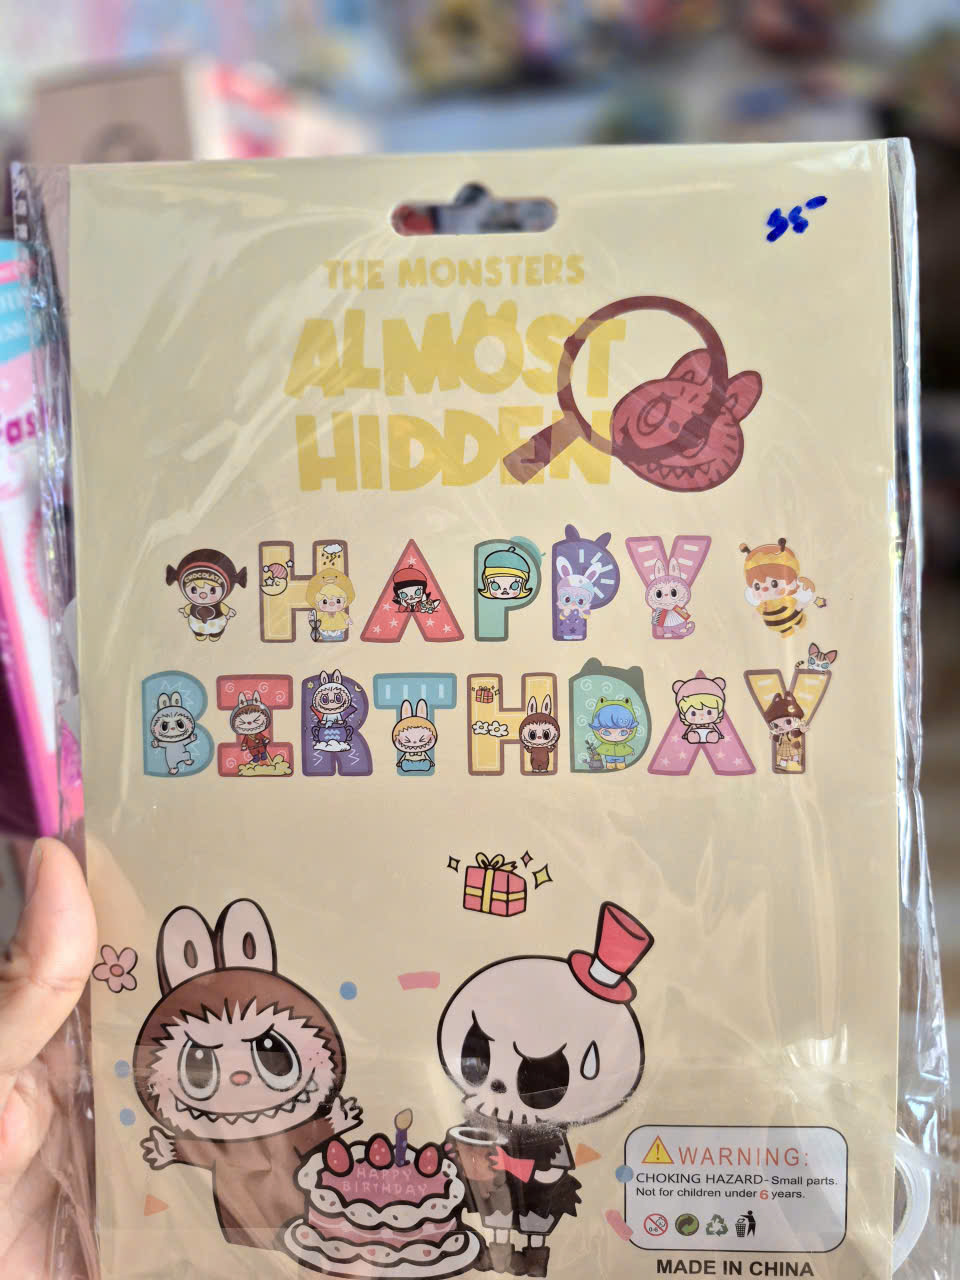 35-
THE MONSTERS
ALMOST
HIDDEN
CHOCOLATE
HAPPY
BIRTHDAY
HAPPY
BIRTHDAY
WARNING:
CHOKING HAZARD-Small parts.
Not for children under 6 years.
MADE IN CHINA